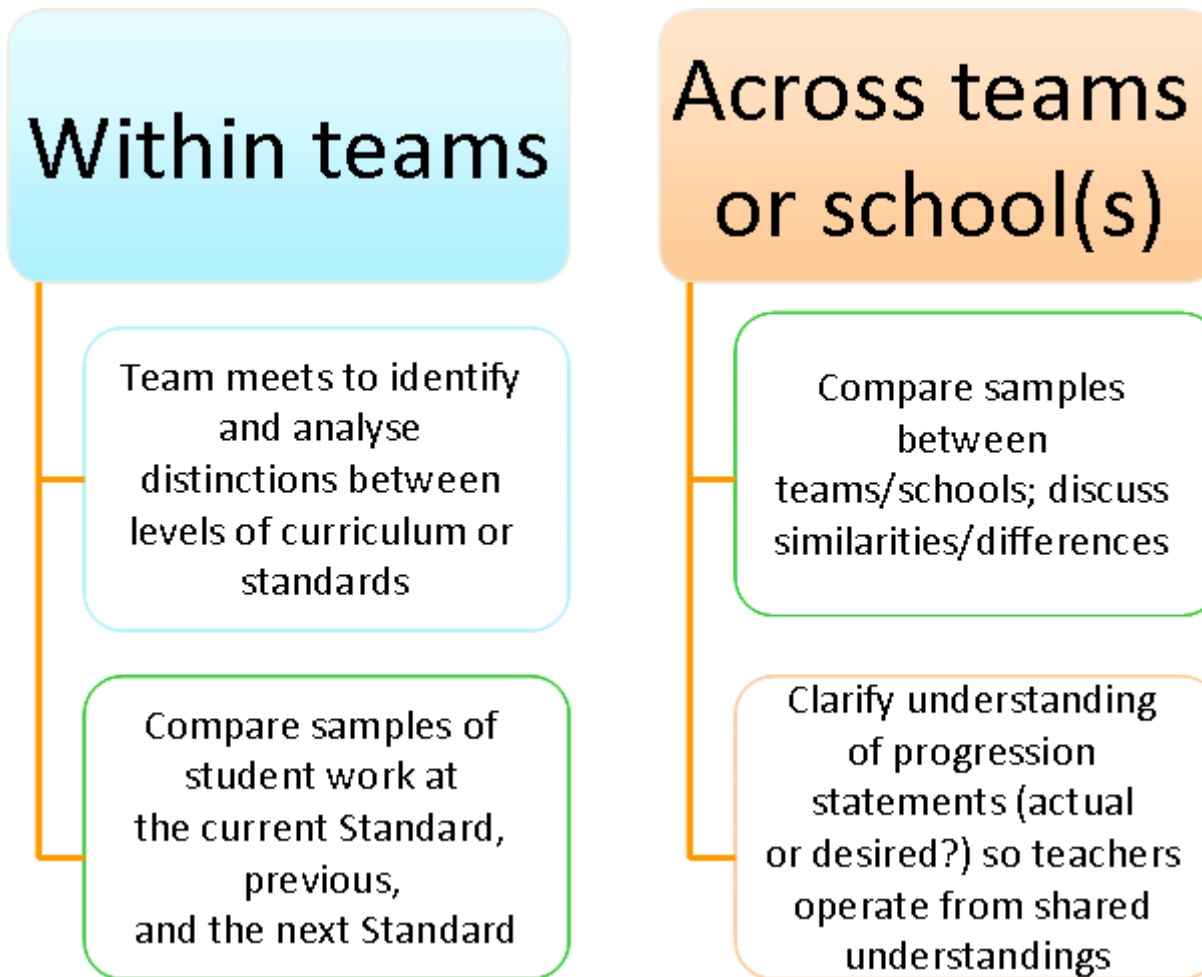 Within teams
Team meets to identify
and analyse
distinctions between
levels of curriculum or
standards
Compare samples of
student work at
the current Standard,
previous,
and the next Standard
Across teams
or school(s)
Compare samples
between
teams/schools; discuss
similarities/differences
Clarify understanding
of progression
statements (actual
or desired?) so teachers
operate from shared
understandings